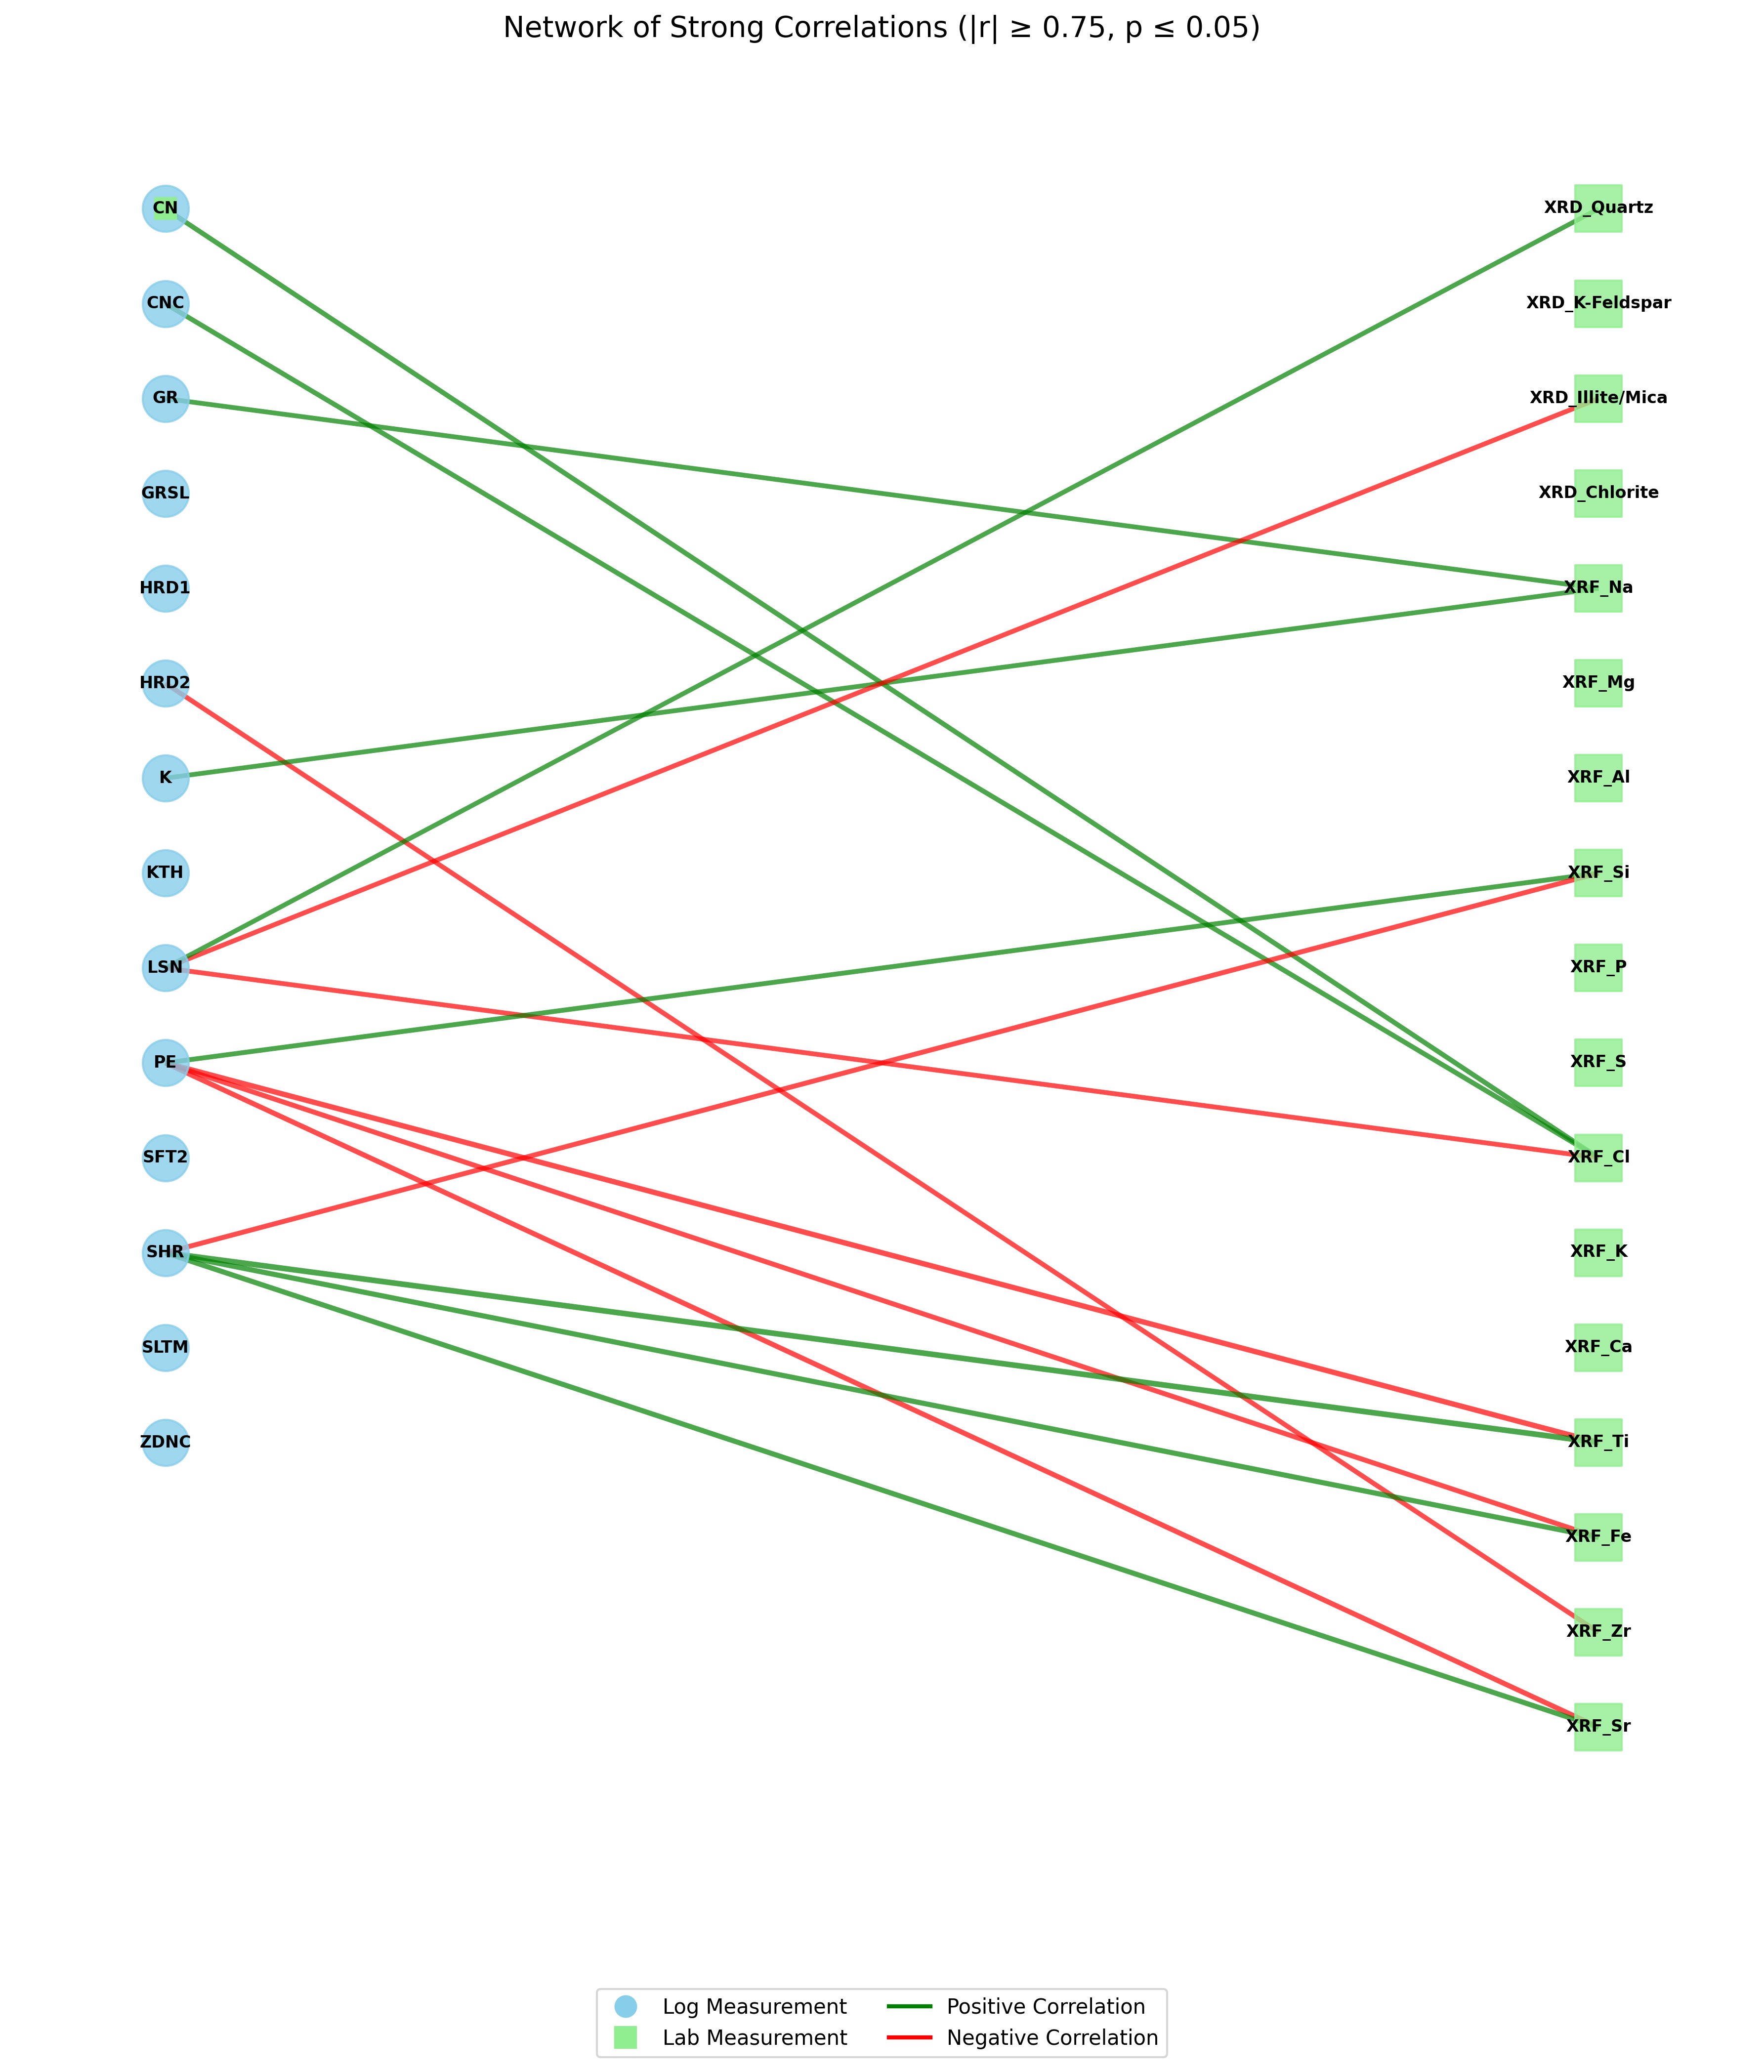 Network of Strong Correlations (|r| ≥ 0.75, p ≤ 0.05)
CN
CNC
GR
GRSL
HRD1
HRD2
K
KTH
LSN
PE
SFT2
SHR
SLTM
ZDNC
XRD_Quartz
XRD_K-Feldspar
XRD_Illite/Mica
XRD_Chlorite
XRF_Na
XRF_Mg
XRF_Al
XRF_Si
XRF_P
XRF_S
XRF_Cl
XRF_K
XRF_Ca
XRF_Ti
XRF_Fe
XRF_Zr
XRF_Sr
Log Measurement
Lab Measurement
Positive Correlation
Negative Correlation